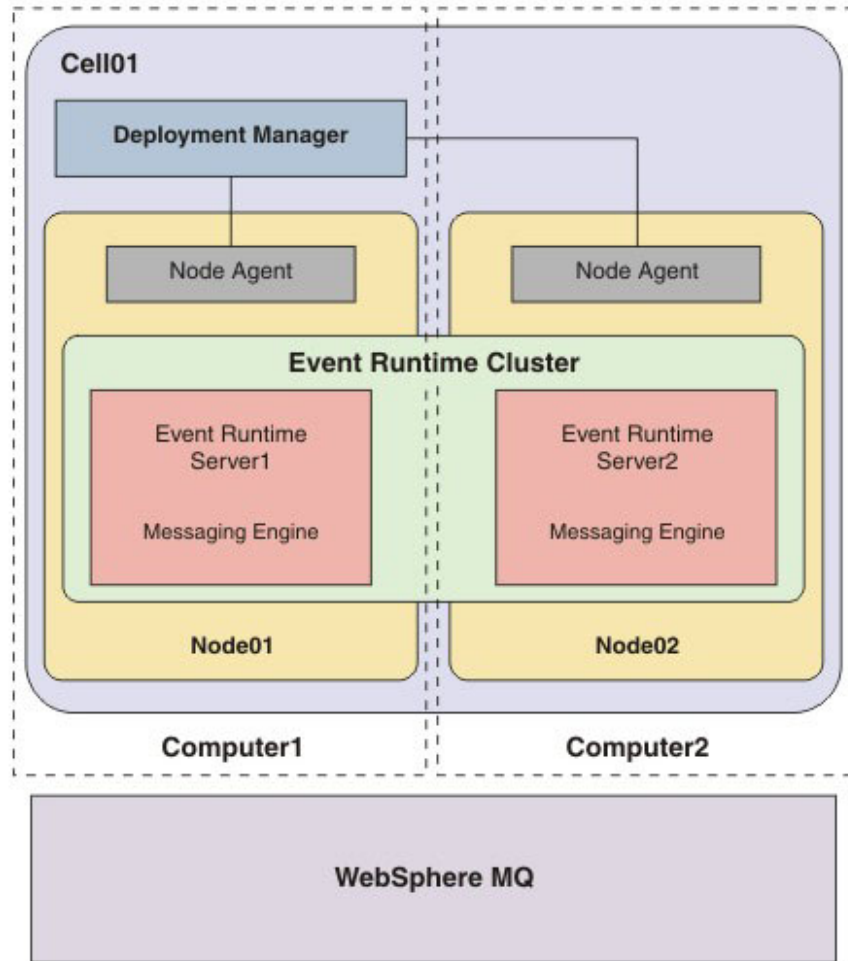 Cell01
Deployment Manager
Node Agent
Node Agent
Event Runtime Cluster
Event Runtime
Server1
Messaging Engine
Event Runtime
Server2
Messaging Engine
Node01
Node02
Computer1
Computer2
WebSphere MQ